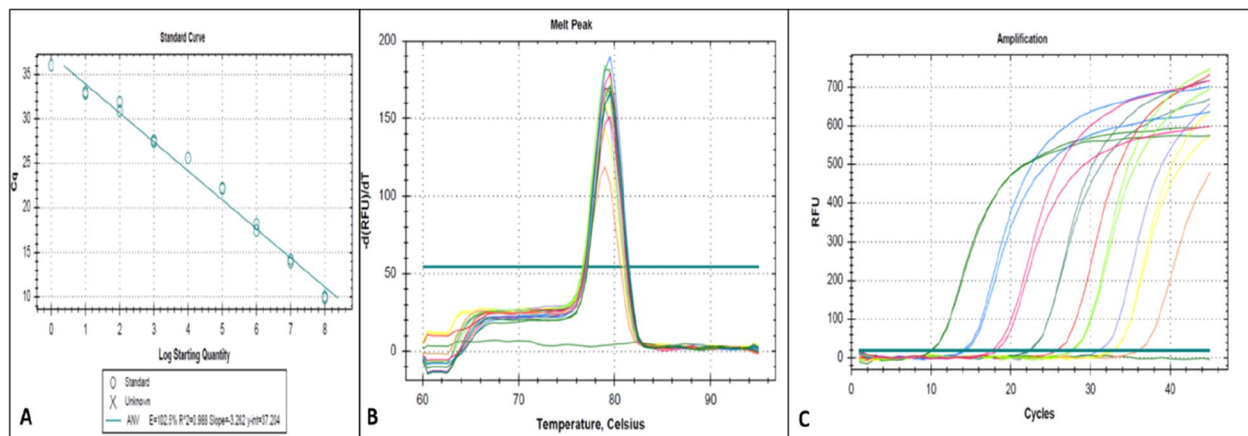 Standard Curve
Cq
35
30
25
20
15
10
0 1 2 3 4 5 6 7 8
Log Starting Quantity
Standard
Unknown
ANV E=102.5% R^2=0.988 Slope=-3.262 y-int=37.204
A
Melt Peak
-d(RFU)/dT
200
150
100
50
0
60 70 80 90
Temperature, Celsius
B
Amplification
RFU
700
600
500
400
300
200
100
0
0 10 20 30 40
Cycles
C